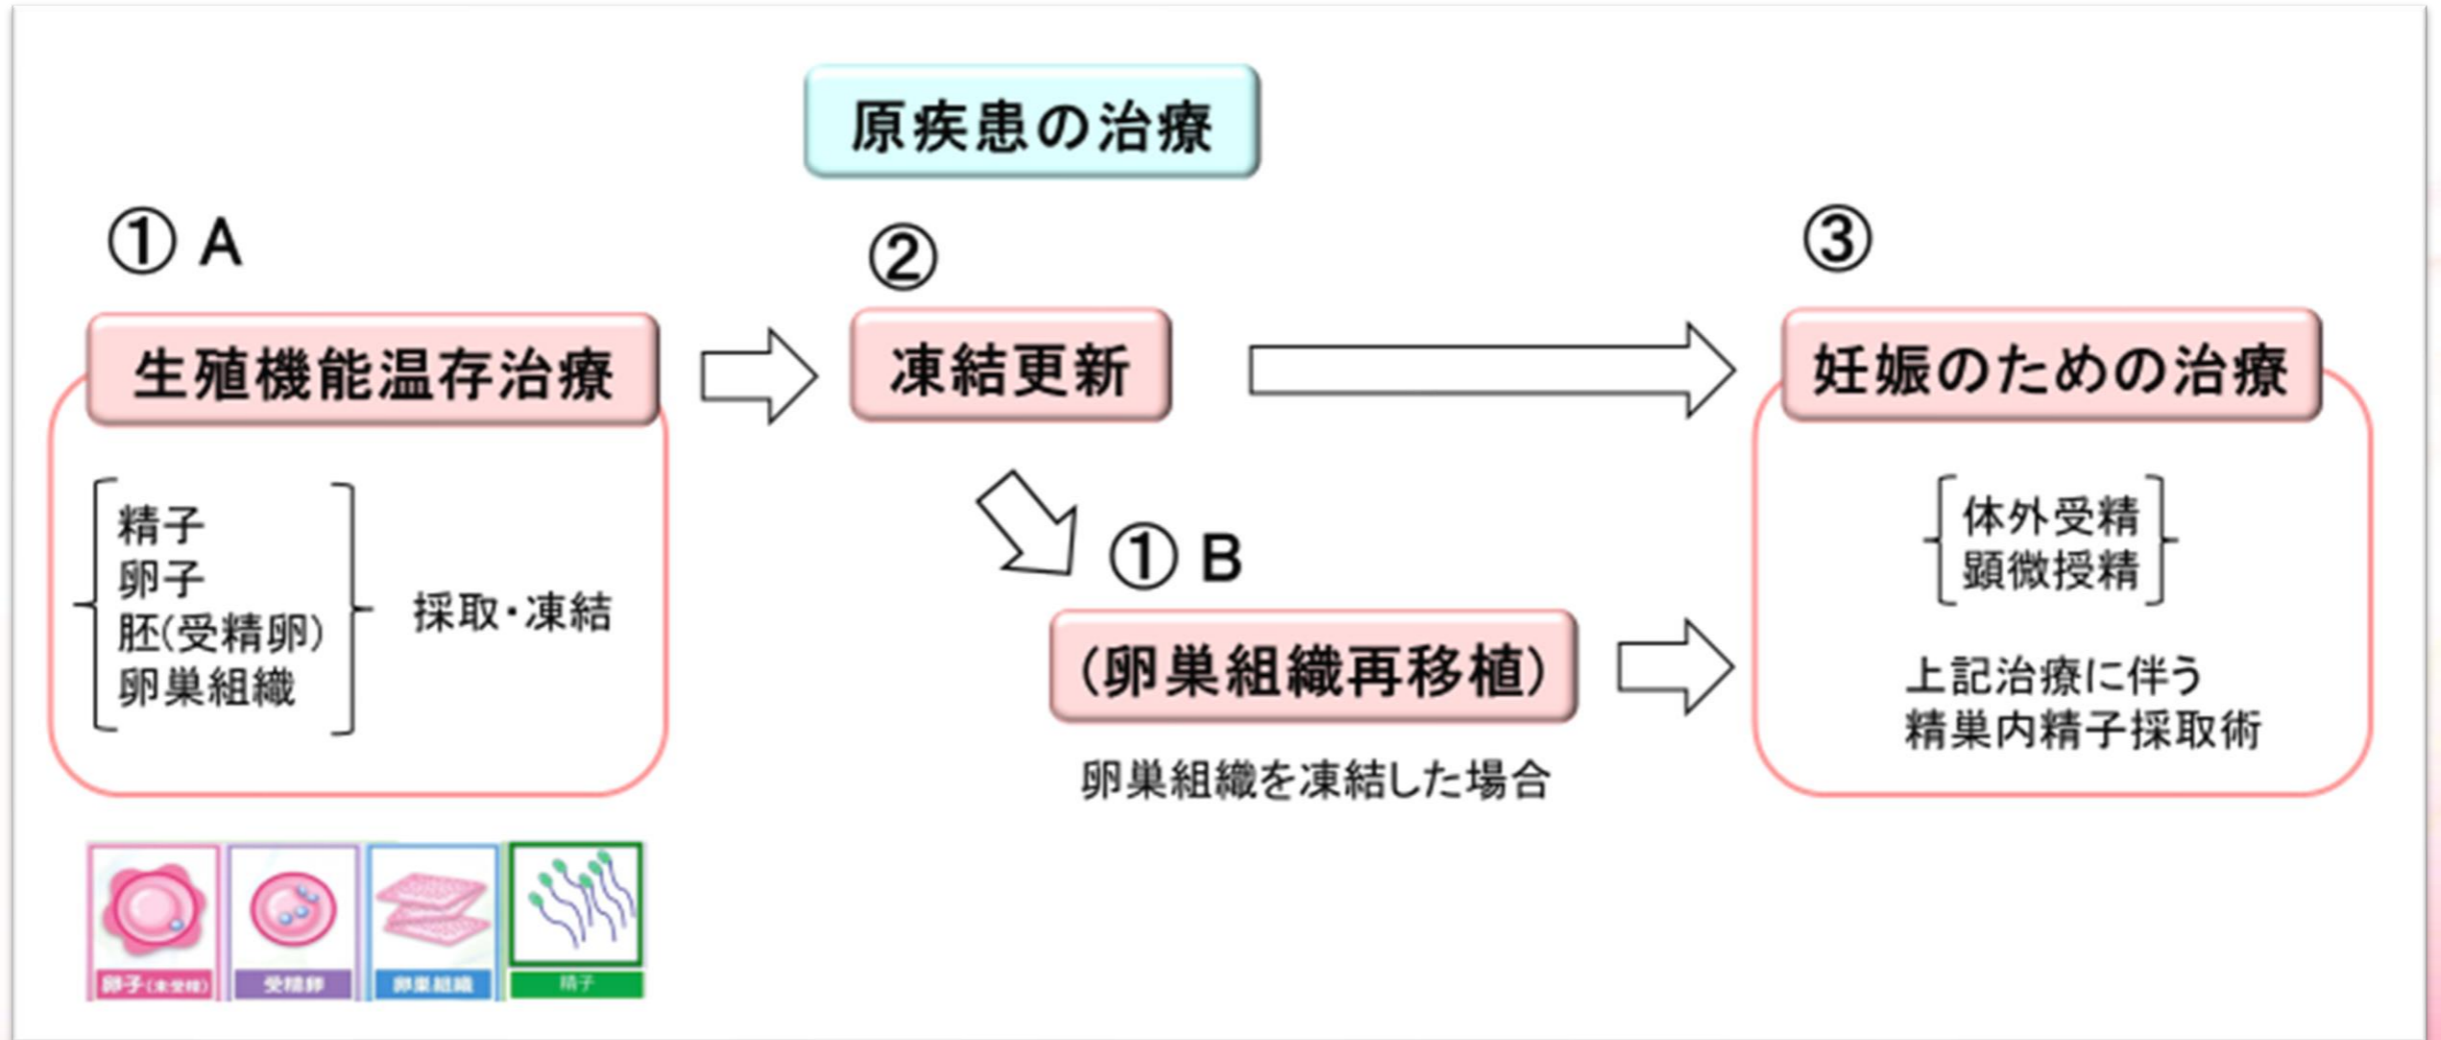 原疾患の治療
① A
生殖機能温存治療
精子
卵子
胚(受精卵)
卵巣組織
採取・凍結
②
凍結更新
① B
(卵巣組織再移植)
卵巣組織を凍結した場合
③
妊娠のための治療
体外受精
顕微授精
上記治療に伴う
精巣内精子採取術
卵子(未受精)
受精卵
卵巣組織
精子